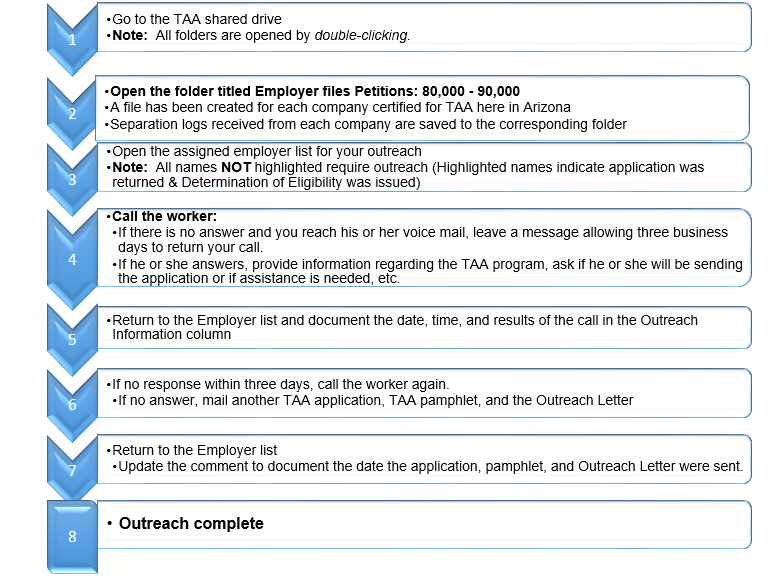 1
•Go to the TAA shared drive
•Note:  All folders are opened by double-clicking.
2
•Open the folder titled Employer files Petitions: 80,000 - 90,000
•A file has been created for each company certified for TAA here in Arizona
•Separation logs received from each company are saved to the corresponding folder
3
•Open the assigned employer list for your outreach
•Note:  All names NOT highlighted require outreach (Highlighted names indicate application was
returned & Determination of Eligibility was issued)
4
•Call the worker:
•If there is no answer and you reach his or her voice mail, leave a message allowing three business
days to return your call.
•If he or she answers, provide information regarding the TAA program, ask if he or she will be sending
the application or if assistance is needed, etc.
5
•Return to the Employer list and document the date, time, and results of the call in the Outreach
Information column
6
•If no response within three days, call the worker again.
•If no answer, mail another TAA application, TAA pamphlet, and the Outreach Letter
7
•Return to the Employer list
•Update the comment to document the date the application, pamphlet, and Outreach Letter were sent.
8
• Outreach complete